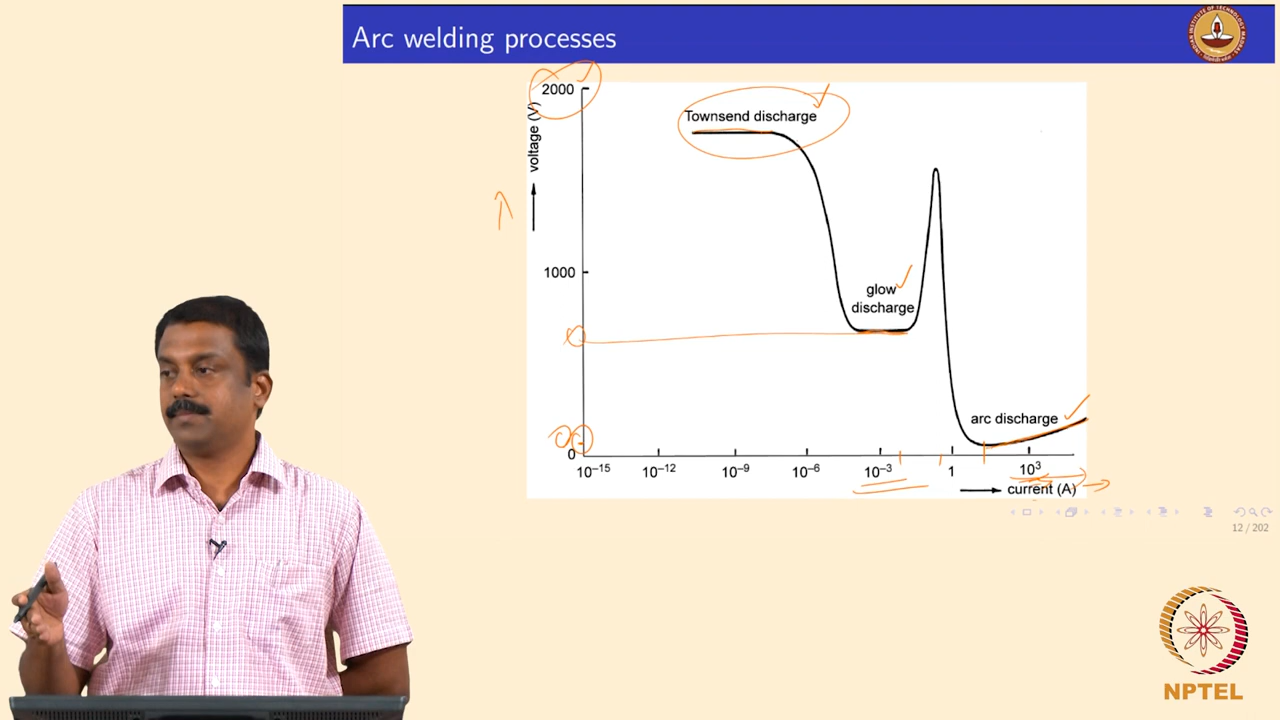 Arc welding processes
2000
voltage (V)
Townsend discharge
1000
glow
discharge
arc discharge
0
10-15
10-12
10-9
10-6
10-3
1
103
current (A)
12 / 202
NPTEL